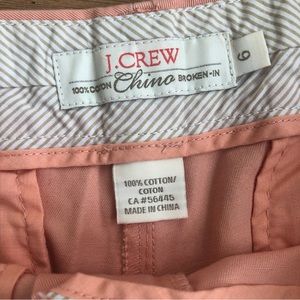 J.CREW
100% COTTON Chino BROKEN-IN
6
100% COTTON/
COTON
CA #56445
MADE IN CHINA